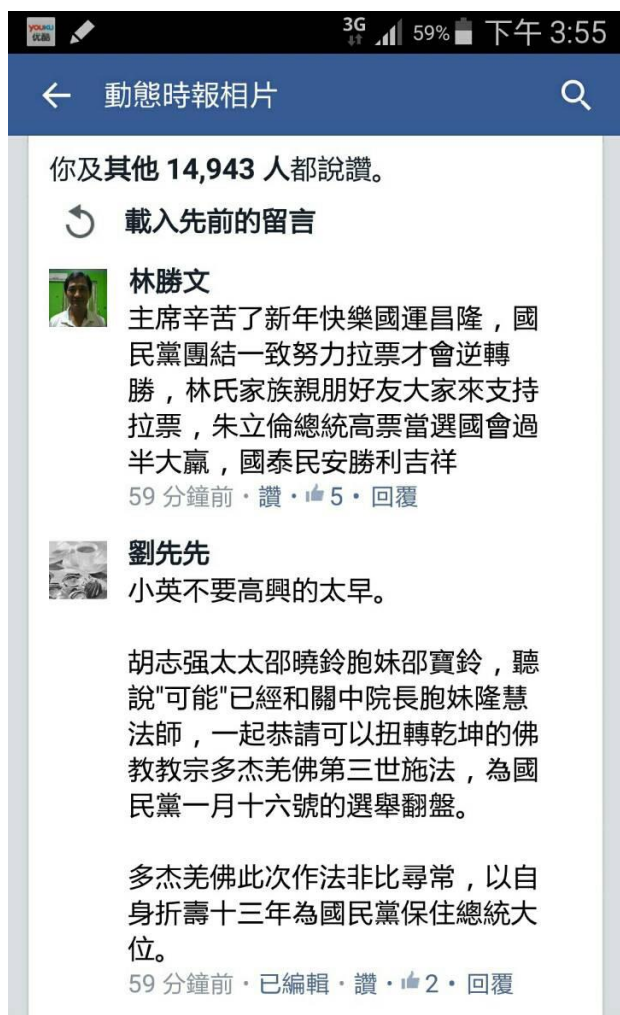 YOUKU
优酷
3G 59% 下午 3:55
動態時報相片
你及其他 14,943 人都說讚。
載入先前的留言
林勝文
主席辛苦了新年快樂國運昌隆，國
民黨團結一致努力拉票才會逆轉
勝，林氏家族親朋好友大家來支持
拉票，朱立倫總統高票當選國會過
半大贏，國泰民安勝利吉祥
59 分鐘前・讚・5・回覆
劉先先
小英不要高興的太早。
胡志强太太邵曉鈴胞妹邵寶鈴，聽
說"可能"已經和關中院長胞妹隆慧
法師，一起恭請可以扭轉乾坤的佛
教教宗多杰羌佛第三世施法，為國
民黨一月十六號的選舉翻盤。
多杰羌佛此次作法非比尋常，以自
身折壽十三年為國民黨保住總統大
位。
59 分鐘前・已編輯・讚・2・回覆